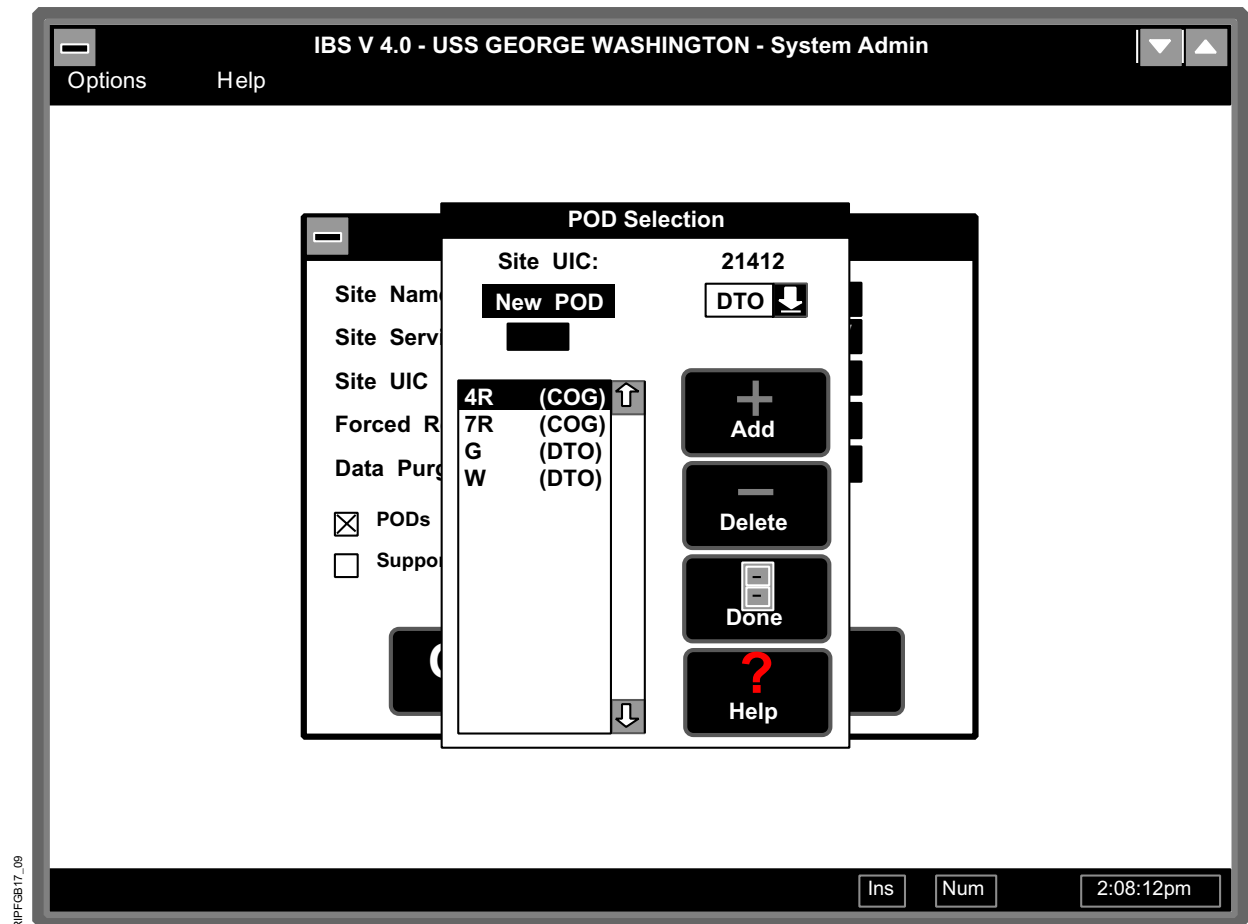 IBS V 4.0 - USS GEORGE WASHINGTON - System Admin
Options Help
POD Selection
Site UIC: 21412
New POD DTO
Site Name
Site Servi
Site UIC
Forced R
Data Purg
PODs
Suppor
4R (COG)
7R (COG)
G (DTO)
W (DTO)
Add
Delete
Done
? Help
Ins Num 2:08:12pm
RIPFGB17_09